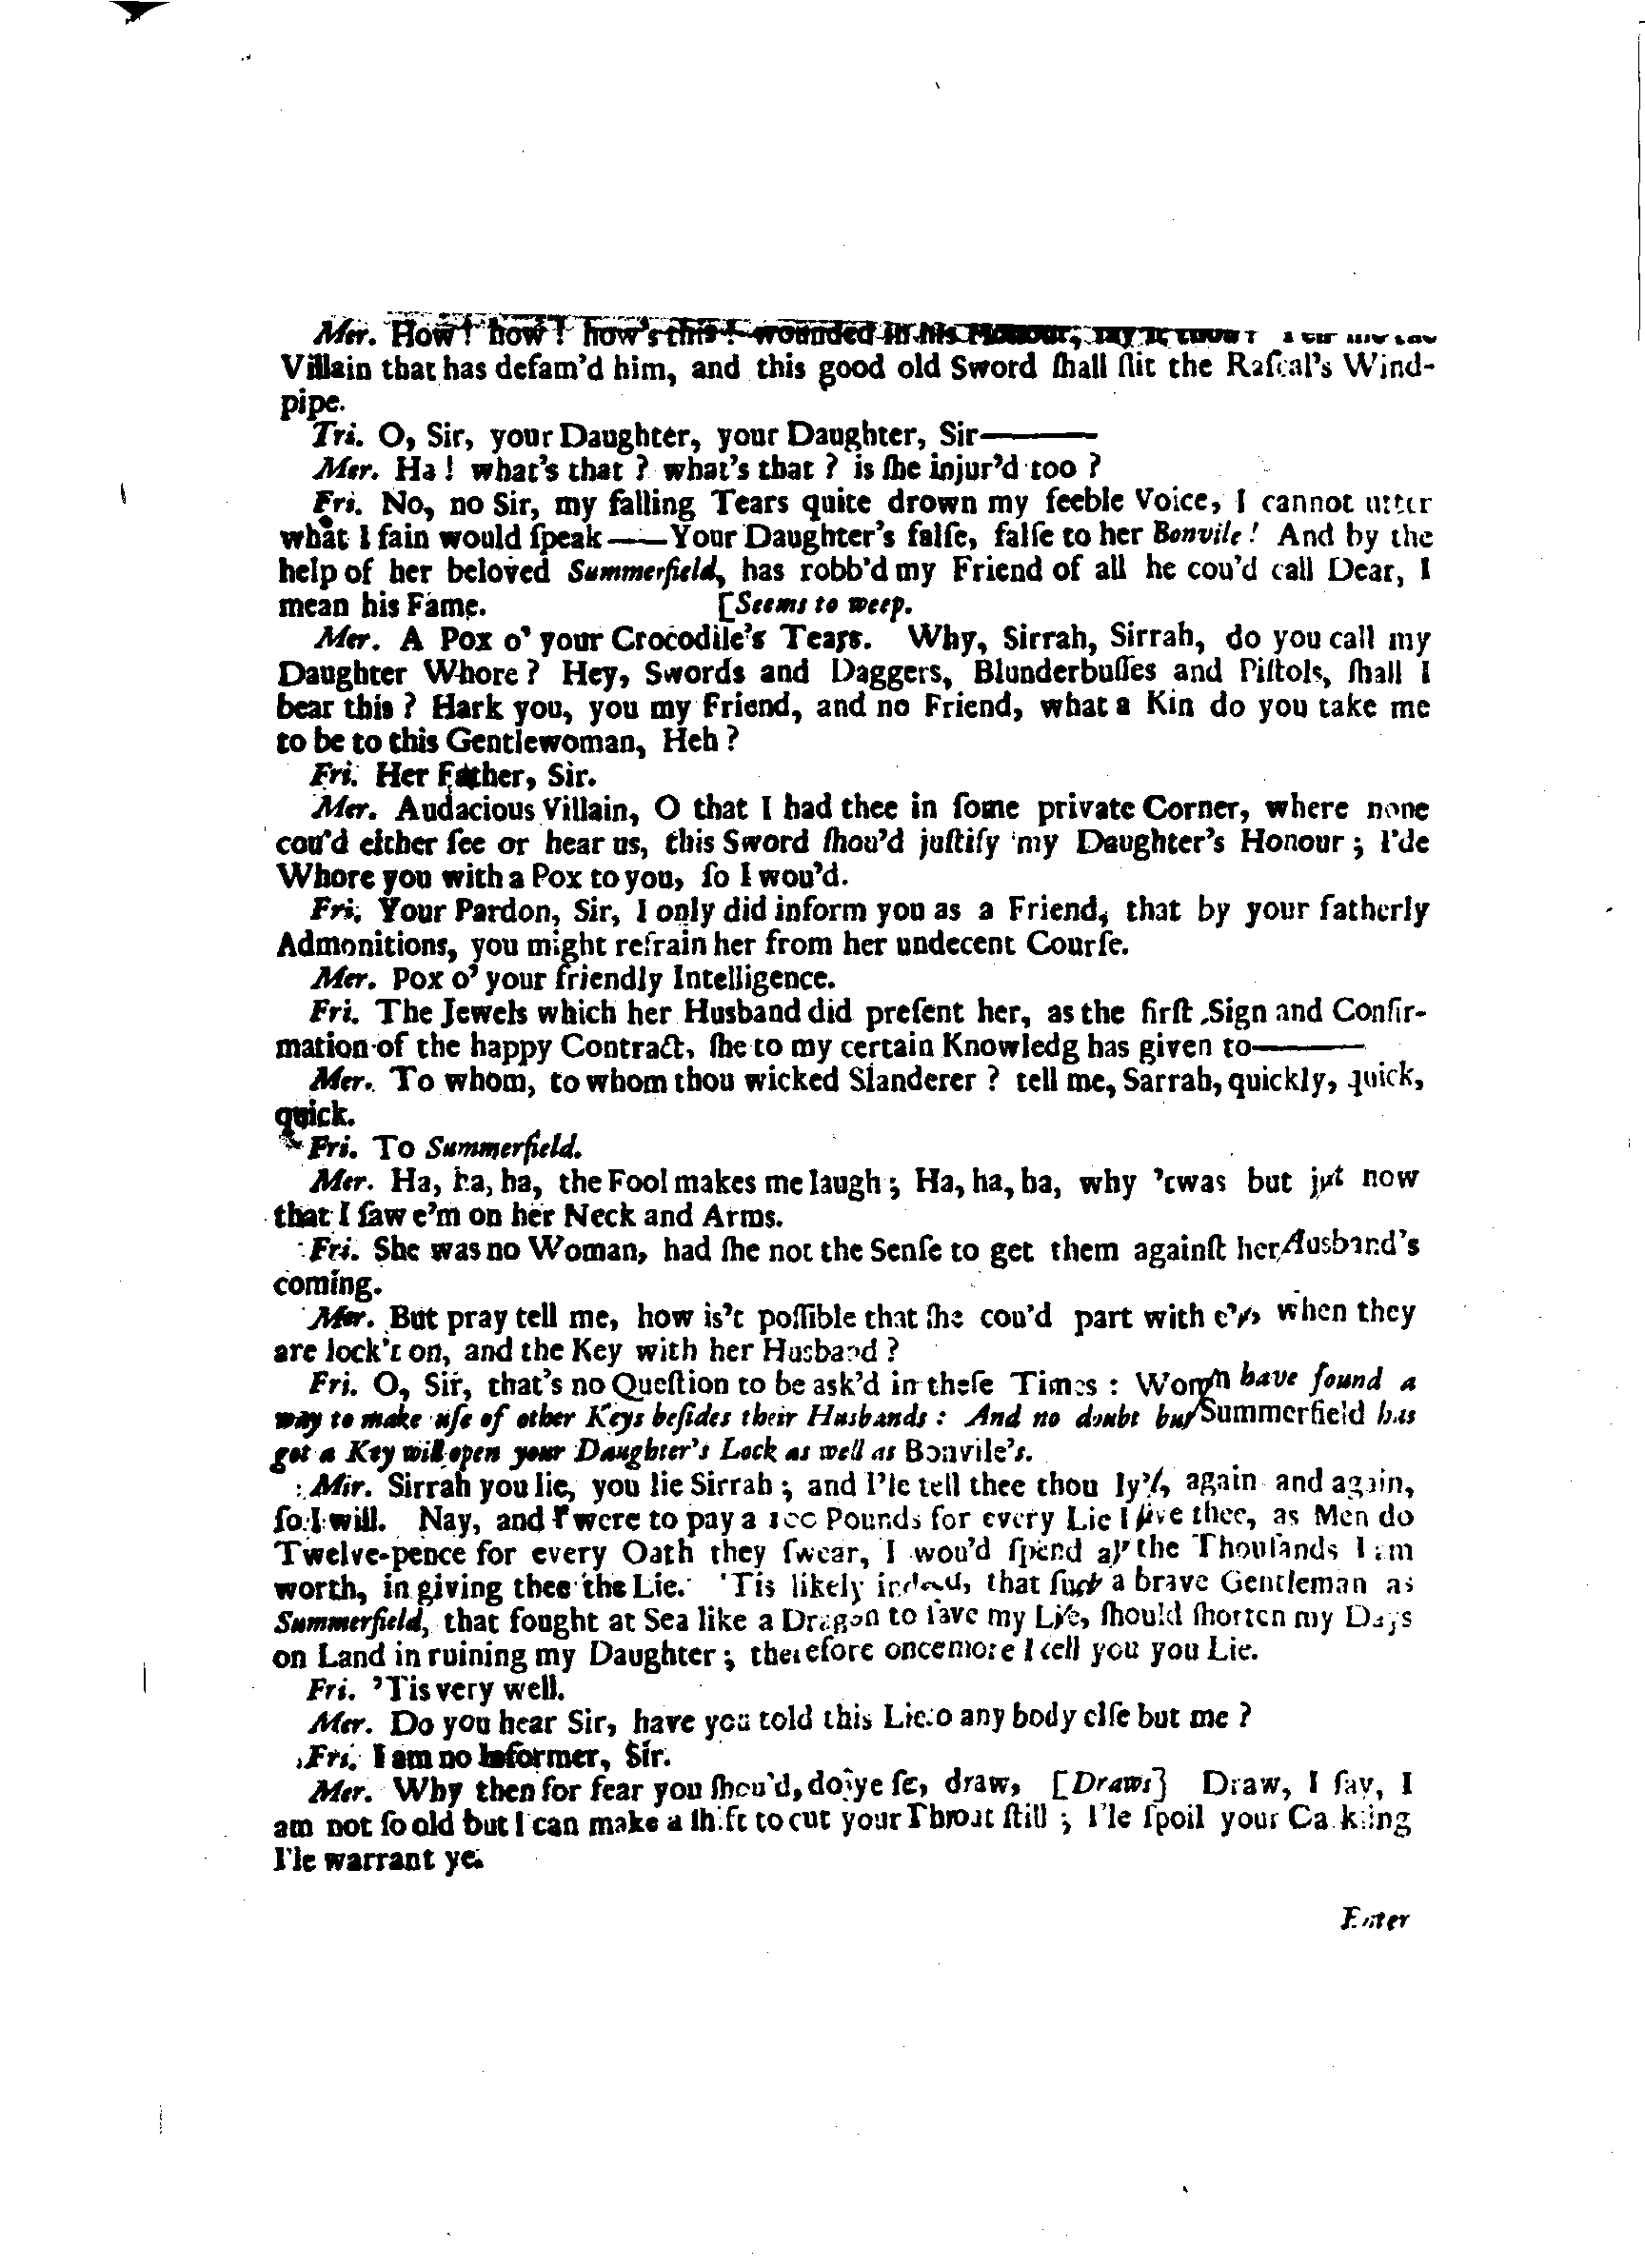 Mer. How! how! how's this! wounded in his Honour,
Villain that has defam'd him, and this good old Sword ſhall ſlit the Raſcal's Wind-
pipe.
Tri. O, Sir, your Daughter, your Daughter, Sir———
Mer. Ha! what's that? what's that? is ſhe injur'd too?
Fri. No, no Sir, my falling Tears quite drown my feeble Voice, I cannot utter
what I fain would ſpeak——Your Daughter's falſe, falſe to her Bonvile! And by the
help of her beloved Summerfield, has robb'd my Friend of all he cou'd call Dear, I
mean his Fame. [Seems to weep.
Mer. A Pox o' your Crocodile's Tears. Why, Sirrah, Sirrah, do you call my
Daughter Whore? Hey, Swords and Daggers, Blunderbuſſes and Piſtols, ſhall I
bear this? Hark you, you my Friend, and no Friend, what a Kin do you take me
to be to this Gentlewoman, Heh?
Fri. Her Father, Sir.
Mer. Audacious Villain, O that I had thee in ſome private Corner, where none
cou'd either ſee or hear us, this Sword ſhou'd juſtify my Daughter's Honour; I'de
Whore you with a Pox to you, ſo I wou'd.
Fri. Your Pardon, Sir, I only did inform you as a Friend, that by your fatherly
Admonitions, you might refrain her from her undecent Courſe.
Mer. Pox o' your friendly Intelligence.
Fri. The Jewels which her Husband did preſent her, as the firſt Sign and Confir-
mation of the happy Contract, ſhe to my certain Knowledg has given to———
Mer. To whom, to whom thou wicked Slanderer? tell me, Sarrah, quickly, quick,
quick.
Fri. To Summerfield.
Mer. Ha, ha, ha, the Fool makes me laugh; Ha, ha, ha, why 'twas but jut now
that I ſaw e'm on her Neck and Arms.
Fri. She was no Woman, had ſhe not the Senſe to get them againſt her Husband's
coming.
Mer. But pray tell me, how is't poſſible that ſhe cou'd part with e'm when they
are lock't on, and the Key with her Husband?
Fri. O, Sir, that's no Queſtion to be ask'd in theſe Times: Women have found a
way to make uſe of other Keys beſides their Husbands: And no doubt but Summerfield has
got a Key will open your Daughter's Lock as well as Bonvile's.
Mir. Sirrah you lie, you lie Sirrah; and I'le tell thee thou ly'ſt, again and again,
ſo I will. Nay, and I were to pay a 100 Pounds for every Lie I give thee, as Men do
Twelve-pence for every Oath they ſwear, I wou'd ſpend all the Thouſands I am
worth, in giving thee the Lie. 'Tis likely indeed, that ſuch a brave Gentleman as
Summerfield, that fought at Sea like a Dragon to ſave my Life, ſhould ſhorten my Days
on Land in ruining my Daughter; therefore once more I tell you you Lie.
Fri. 'Tis very well.
Mer. Do you hear Sir, have you told this Lie to any body elſe but me?
Fri. I am no Informer, Sir.
Mer. Why then for fear you ſhou'd, do ye ſe, draw, [Draws] Draw, I ſay, I
am not ſo old but I can make a ſhift to cut your Throat ſtill; I'le ſpoil your Cackling
I'le warrant ye.
Enter